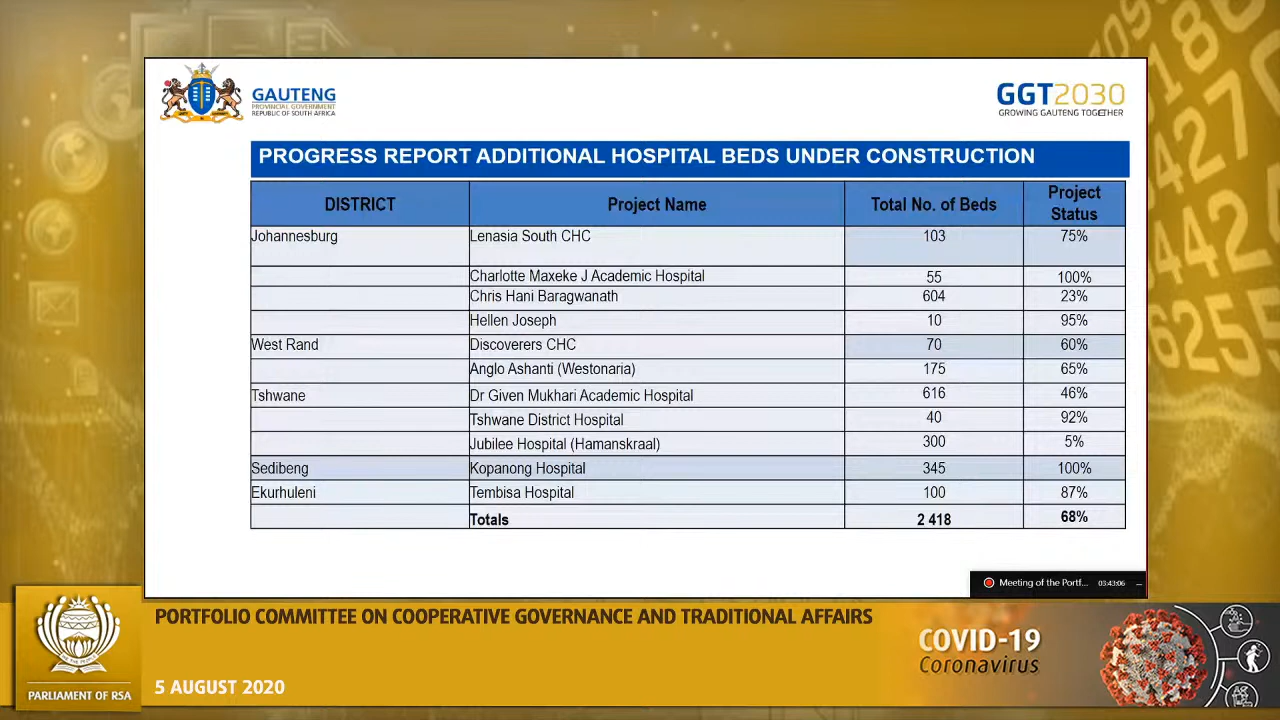 GAUTENG
PROVINCIAL GOVERNMENT
REPUBLIC OF SOUTH AFRICA
GGT2030
GROWING GAUTENG TOGETHER
PROGRESS REPORT ADDITIONAL HOSPITAL BEDS UNDER CONSTRUCTION
DISTRICT Project Name Total No. of Beds Project Status
Johannesburg Lenasia South CHC 103 75%
Charlotte Maxeke J Academic Hospital 55 100%
Chris Hani Baragwanath 604 23%
Hellen Joseph 10 95%
West Rand Discoverers CHC 70 60%
Anglo Ashanti (Westonaria) 175 65%
Tshwane Dr Given Mukhari Academic Hospital 616 46%
Tshwane District Hospital 40 92%
Jubilee Hospital (Hamanskraal) 300 5%
Sedibeng Kopanong Hospital 345 100%
Ekurhuleni Tembisa Hospital 100 87%
Totals 2 418 68%
Meeting of the Portf... 03:43:06
PORTFOLIO COMMITTEE ON COOPERATIVE GOVERNANCE AND TRADITIONAL AFFAIRS
5 AUGUST 2020
PARLIAMENT OF RSA
COVID-19
Coronavirus